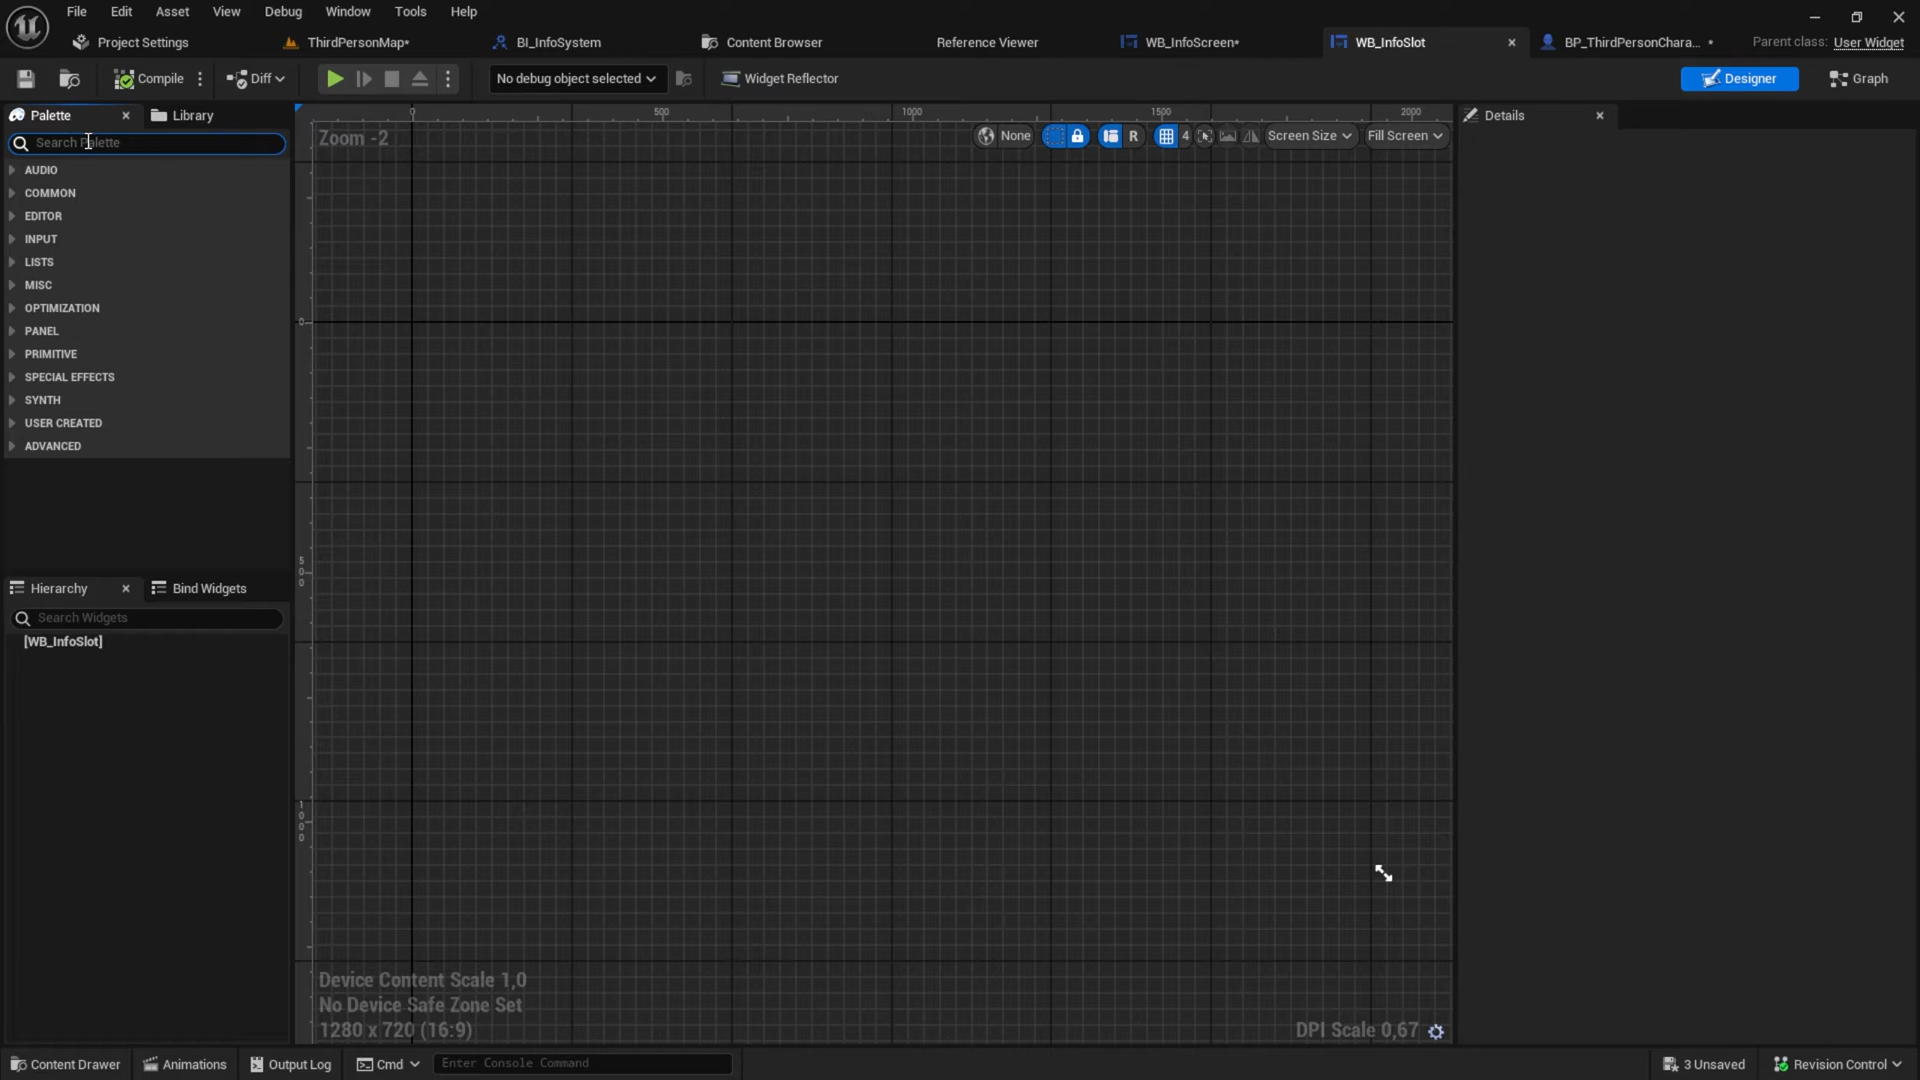 File Edit View Asset Debug Window Tools Help
Project Settings ThirdPersonMap* BI_InfoSystem Content Browser Reference Viewer WB_InfoScreen* WB_InfoSlot BP_ThirdPersonChara... • Parent class: User Widget
Compile Diff No debug object selected Widget Reflector Designer Graph
Palette Library Details
Search Palette
0 500 1000 1500 2000
Zoom -2 None R 4 Screen Size Fill Screen
AUDIO
COMMON
EDITOR
INPUT
LISTS
MISC
OPTIMIZATION
PANEL
PRIMITIVE
SPECIAL EFFECTS
SYNTH
USER CREATED
ADVANCED
0
500
1000
Hierarchy Bind Widgets
Search Widgets
[WB_InfoSlot]
Device Content Scale 1,0
No Device Safe Zone Set
1280 x 720 (16:9)
DPI Scale 0,67
Content Drawer Animations Output Log Cmd Enter Console Command 3 Unsaved Revision Control